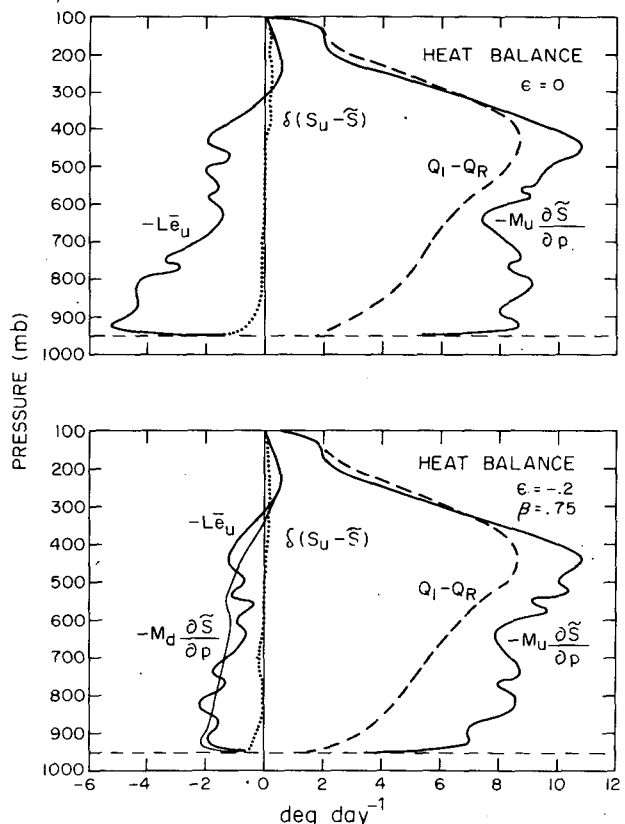 100
200
300
400
500
600
700
800
900
1000
HEAT BALANCE
ϵ = 0
δ(S_u − S̃)
Q_I − Q_R
−Lē_u
−M_u ∂S̃/∂p
PRESSURE (mb)
100
200
300
400
500
600
700
800
900
1000
HEAT BALANCE
ϵ = −.2
β = .75
−Lē_u
δ(S_u − S̃)
Q_I − Q_R
−M_d ∂S̃/∂p
−M_u ∂S̃/∂p
−6 −4 −2 0 2 4 6 8 10 12
deg day⁻¹